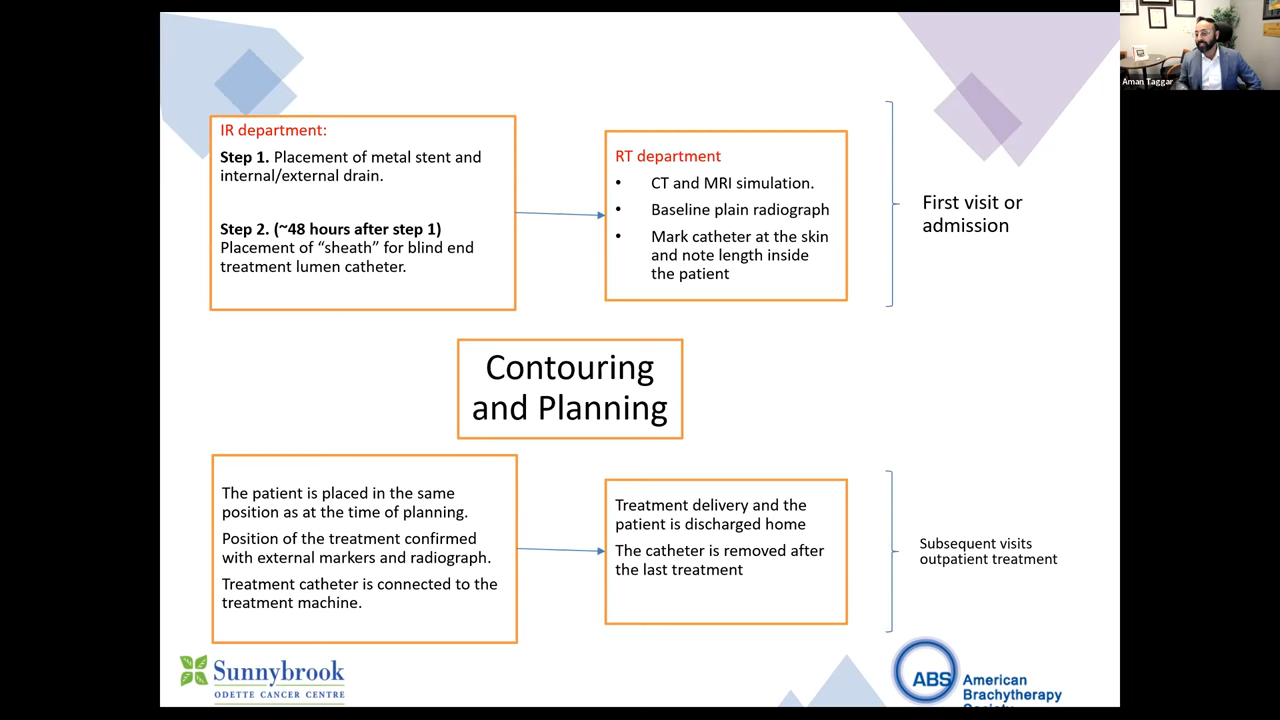 Aman Taggar
IR department:
Step 1. Placement of metal stent and
internal/external drain.
Step 2. (~48 hours after step 1)
Placement of “sheath” for blind end
treatment lumen catheter.
RT department
• CT and MRI simulation.
• Baseline plain radiograph
• Mark catheter at the skin
and note length inside
the patient
First visit or
admission
Contouring
and Planning
The patient is placed in the same
position as at the time of planning.
Position of the treatment confirmed
with external markers and radiograph.
Treatment catheter is connected to the
treatment machine.
Treatment delivery and the
patient is discharged home
The catheter is removed after
the last treatment
Subsequent visits
outpatient treatment
Sunnybrook
ODETTE CANCER CENTRE
ABS
American
Brachytherapy
Society